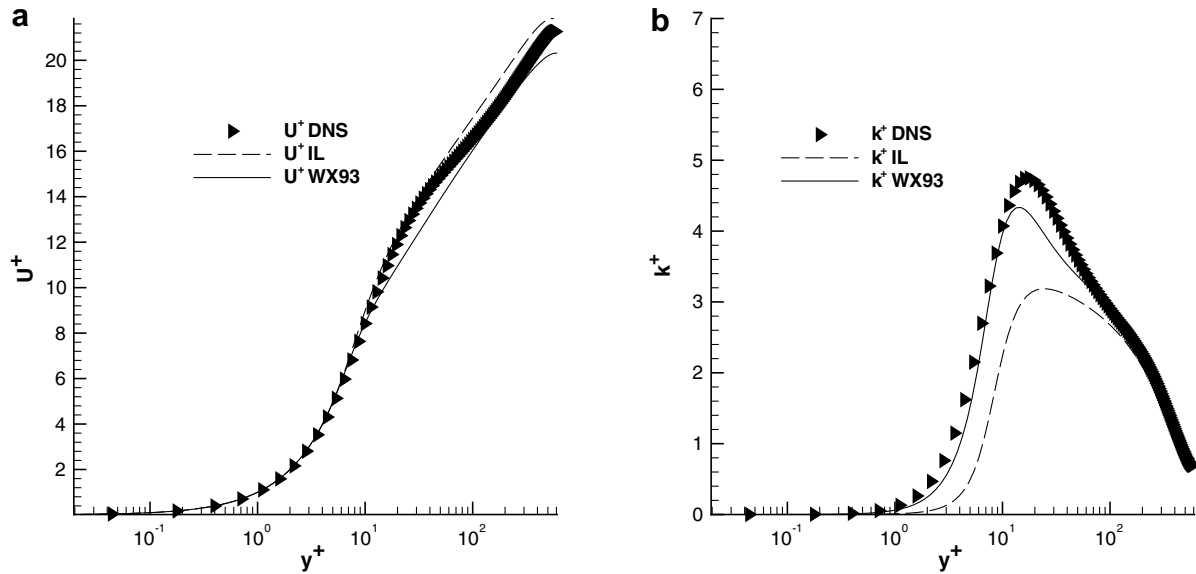 a
U⁺
20
18
16
14
12
10
8
6
4
2
U⁺ DNS
U⁺ IL
U⁺ WX93
10⁻¹ 10⁰ 10¹ 10²
y⁺
b
k⁺
7
6
5
4
3
2
1
0
k⁺ DNS
k⁺ IL
k⁺ WX93
10⁻¹ 10⁰ 10¹ 10²
y⁺